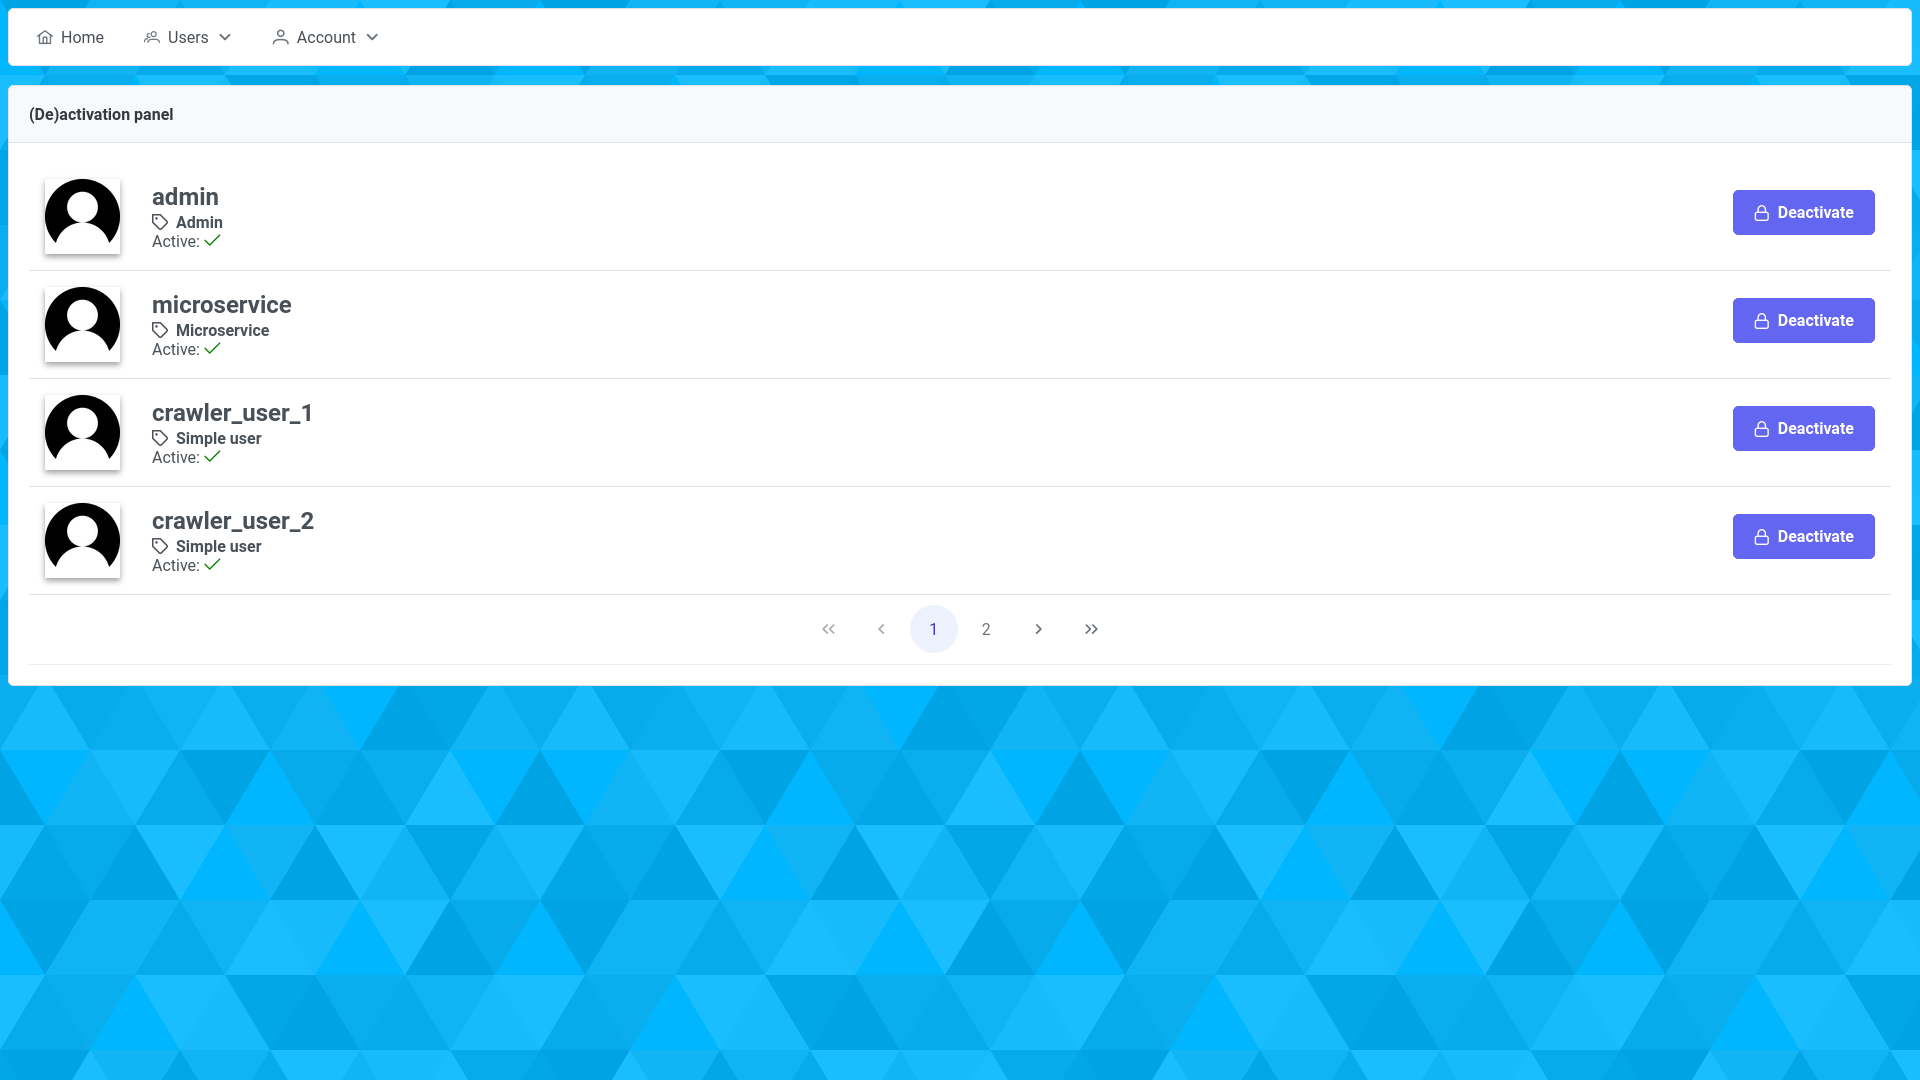 Home Users Account
(De)activation panel
admin
Admin
Active:
Deactivate
microservice
Microservice
Active:
Deactivate
crawler_user_1
Simple user
Active:
Deactivate
crawler_user_2
Simple user
Active:
Deactivate
1 2